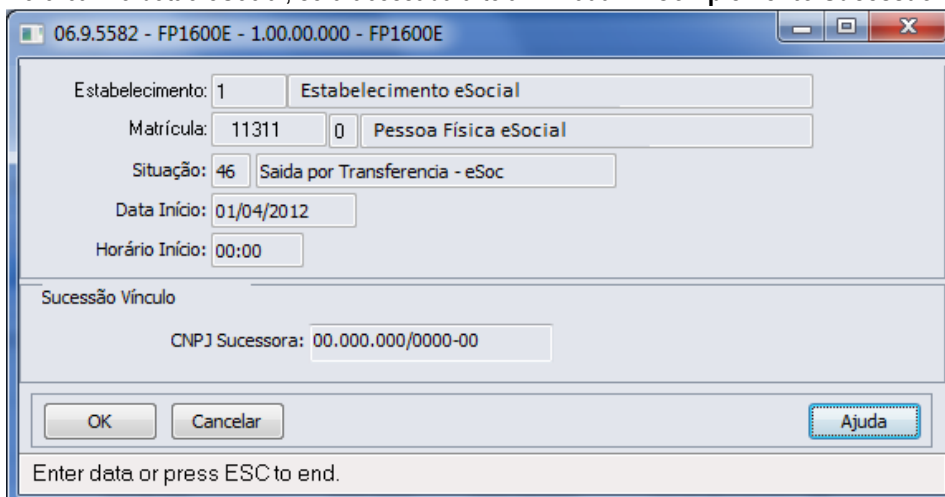 06.9.5582 - FP1600E - 1.00.00.000 - FP1600E
Estabelecimento: 1 Estabelecimento eSocial
Matrícula: 11311 0 Pessoa Física eSocial
Situação: 46 Saida por Transferencia - eSoc
Data Início: 01/04/2012
Horário Início: 00:00
Sucessão Vínculo
CNPJ Sucessora: 00.000.000/0000-00
OK Cancelar Ajuda
Enter data or press ESC to end.